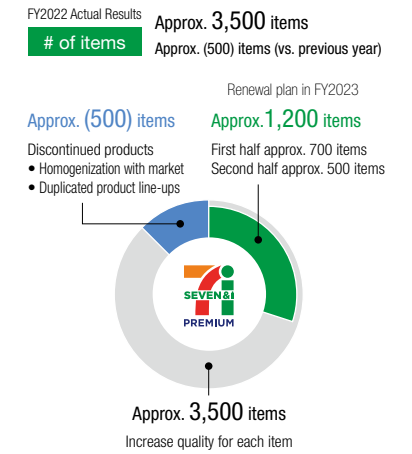 FY2022 Actual Results
# of items
Approx. 3,500 items
Approx. (500) items (vs. previous year)
Renewal plan in FY2023
Approx. (500) items
Discontinued products
• Homogenization with market
• Duplicated product line-ups
Approx.1,200 items
First half approx. 700 items
Second half approx. 500 items
7i
SEVEN&i
PREMIUM
Approx. 3,500 items
Increase quality for each item